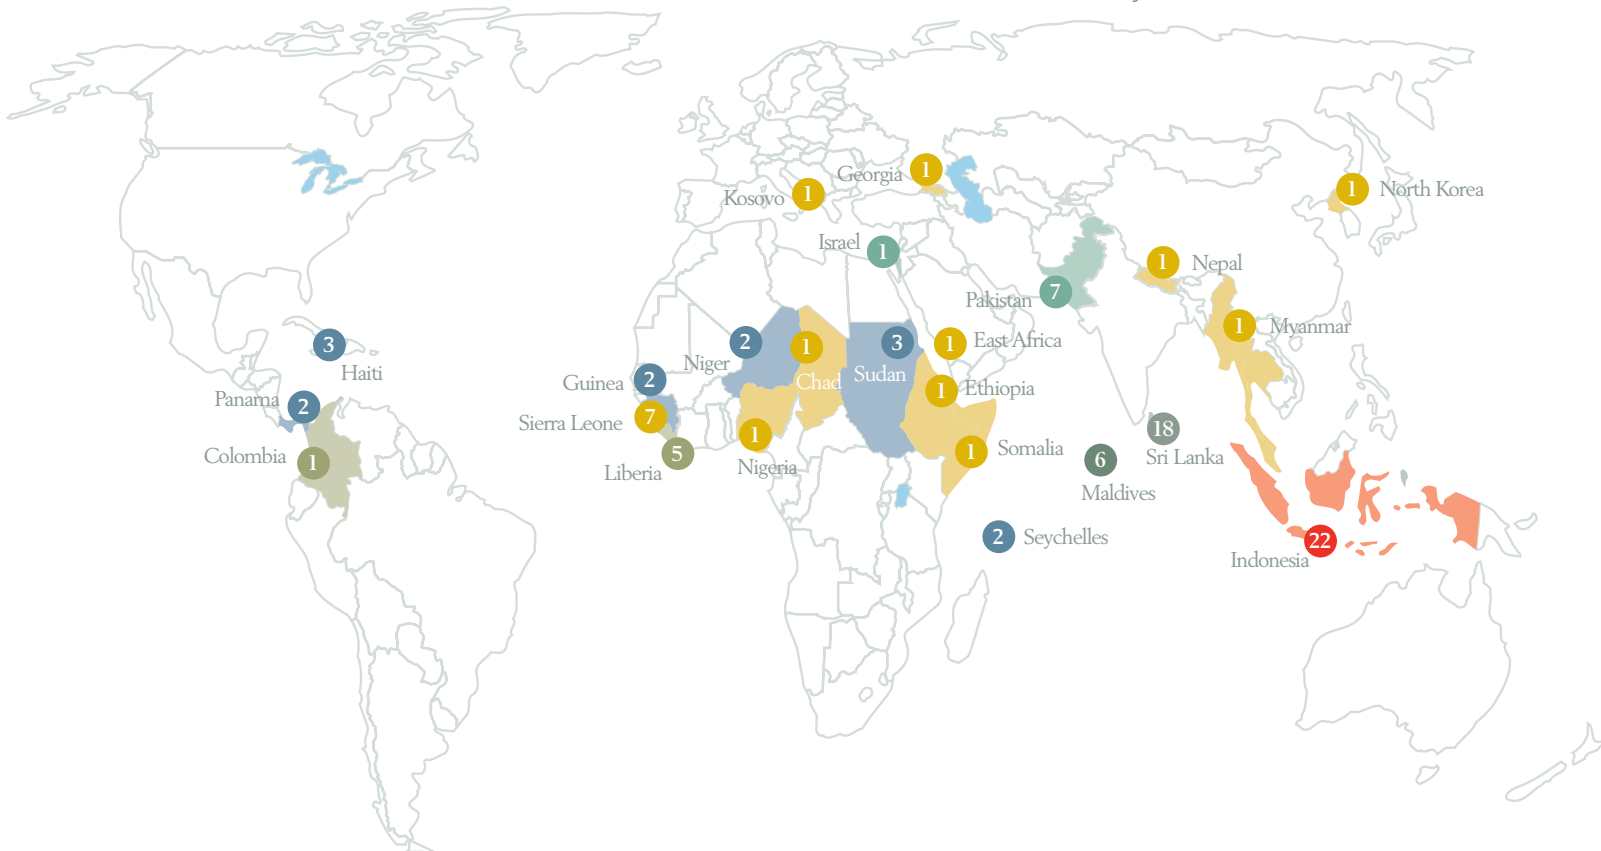 1
Georgia
Kosovo
1
1
North Korea
Israel
1
1
Nepal
Pakistan
7
1
Myanmar
3
Haiti
2
Niger
1
Chad
3
Sudan
1
East Africa
Guinea
2
1
Ethiopia
Panama
2
Sierra Leone
7
1
Nigeria
18
Sri Lanka
Colombia
1
Liberia
5
1
Somalia
6
Maldives
2
Seychelles
22
Indonesia